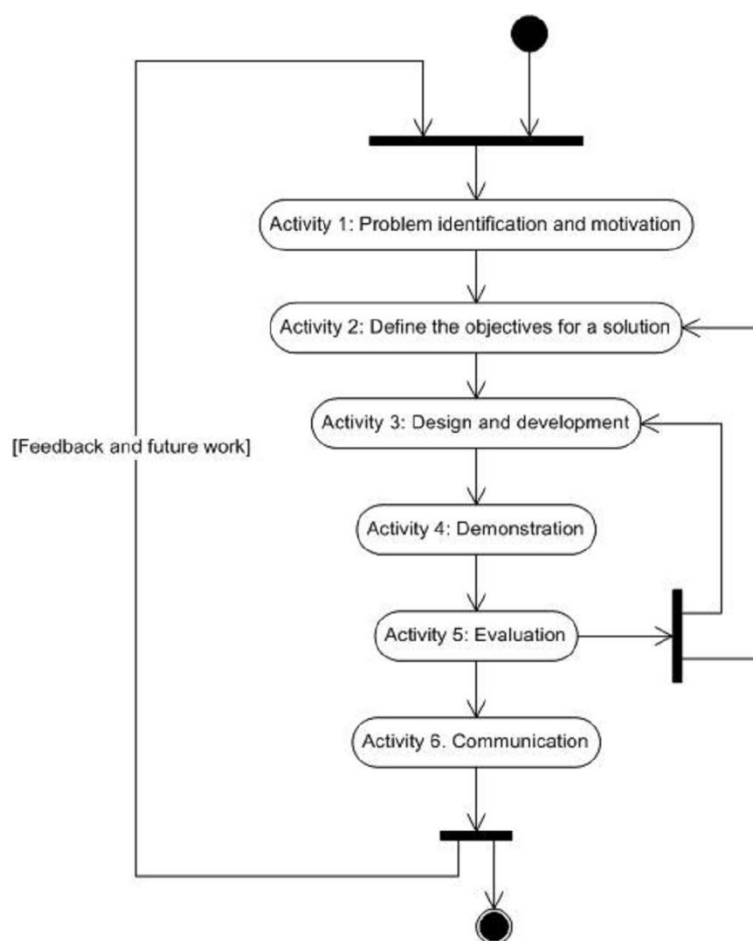 Activity 1: Problem identification and motivation
Activity 2: Define the objectives for a solution
Activity 3: Design and development
[Feedback and future work]
Activity 4: Demonstration
Activity 5: Evaluation
Activity 6. Communication